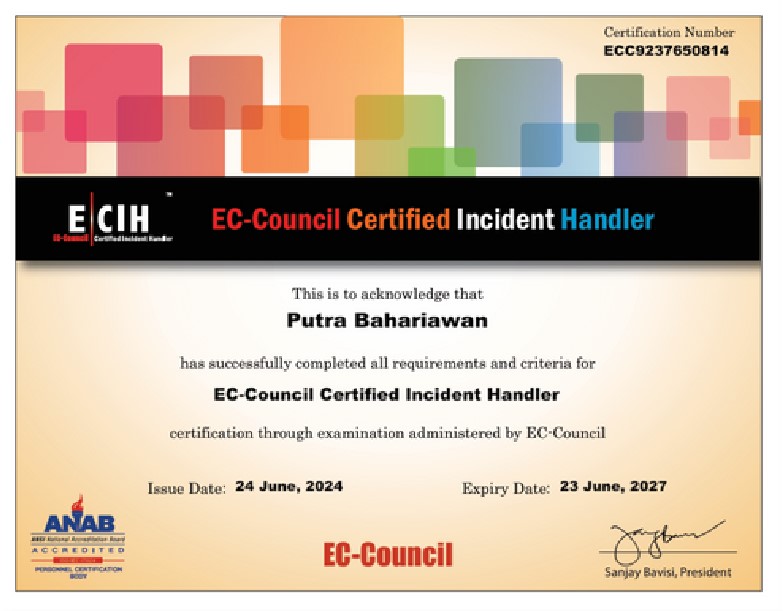 Certification Number
ECC9237650814
E|CIH
™
EC-Council Certified Incident Handler
EC-Council Certified Incident Handler
This is to acknowledge that
Putra Bahariawan
has successfully completed all requirements and criteria for
EC-Council Certified Incident Handler
certification through examination administered by EC-Council
Issue Date: 24 June, 2024 Expiry Date: 23 June, 2027
ANAB
ANSI National Accreditation Board
ACCREDITED
PERSONNEL CERTIFICATION
BODY
EC-Council
Sanjay Bavisi, President